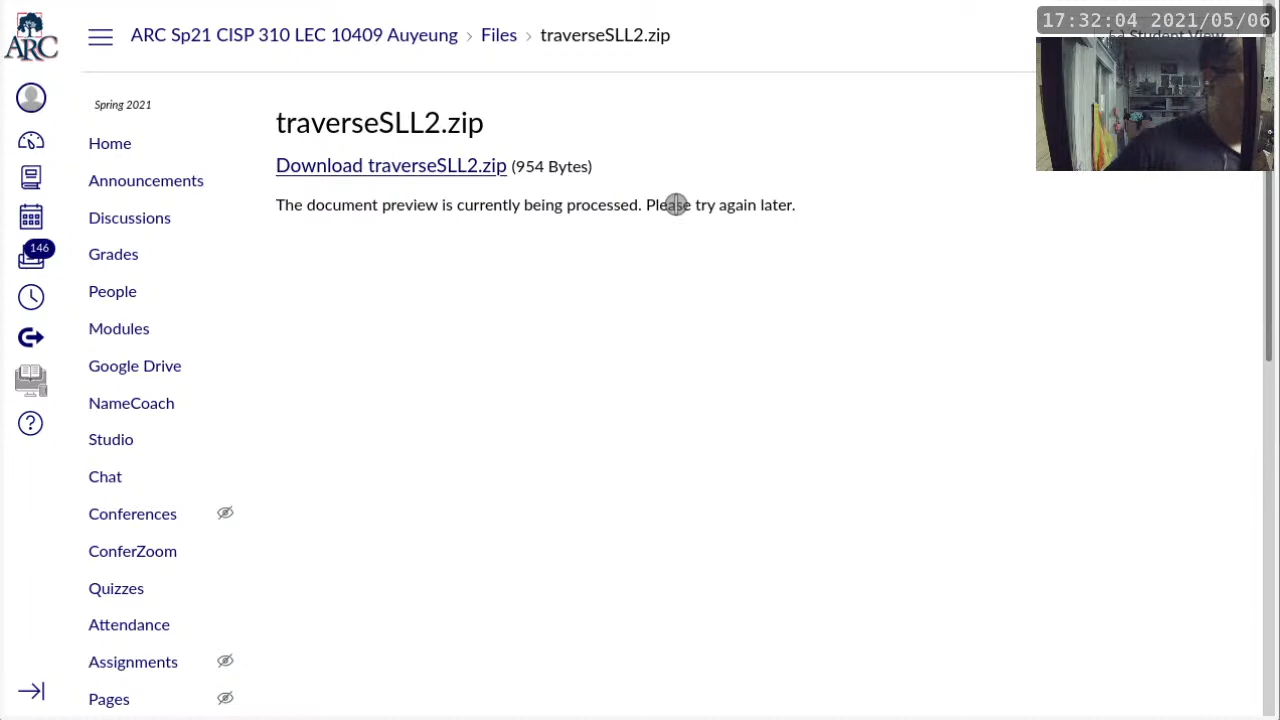 17:32:04 2021/05/06
ARC
ARC Sp21 CISP 310 LEC 10409 Auyeung › Files › traverseSLL2.zip
Student View
Spring 2021
traverseSLL2.zip
Download traverseSLL2.zip (954 Bytes)
The document preview is currently being processed. Please try again later.
Home
Announcements
Discussions
146
Grades
People
Modules
Google Drive
NameCoach
Studio
Chat
Conferences
ConferZoom
Quizzes
Attendance
Assignments
Pages